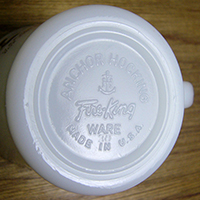 ANCHOR HOCKING
Fire-King
WARE
MADE IN U.S.A.